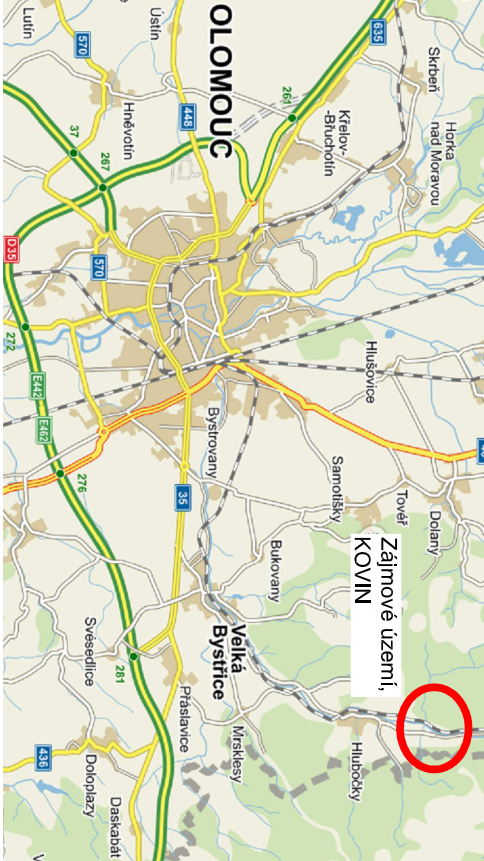 Skrbeň
Horka
nad Moravou
Dolany
Tovéř
Zájmové území,
KOVIN
635
Hlušovice
Hlubočky
Křelov-
-Břuchotín
Samotišky
261
Bukovany
Velká
Bystřice
Mrsklesy
OLOMOUC
Bystrovany
448
Přáslavice
35
Ústín
Hněvotín
281
Daskabát
267
570
570
Svésedlice
Doloplazy
276
37
E462
E442
436
Lutín
272
D35